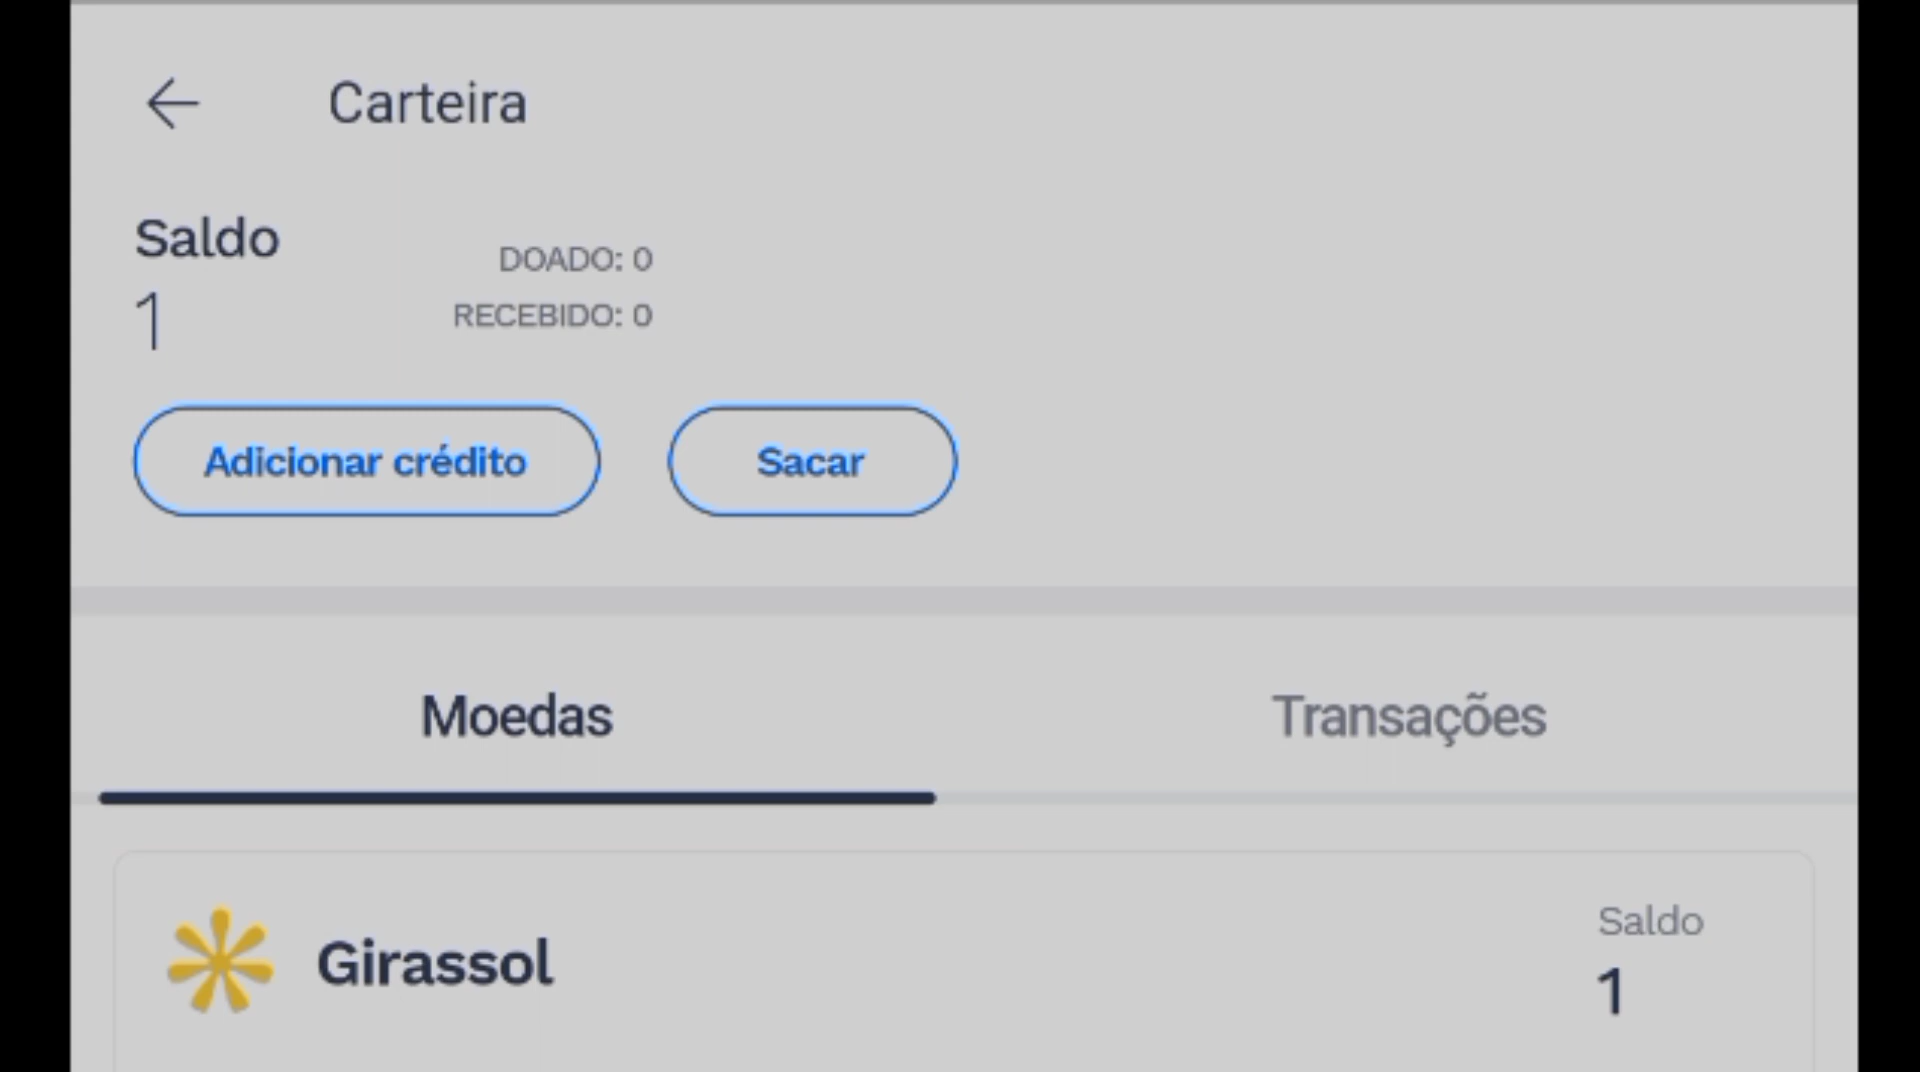 Carteira
Saldo
1
DOADO: 0
RECEBIDO: 0
Adicionar crédito
Sacar
Moedas
Transações
Girassol
Saldo
1